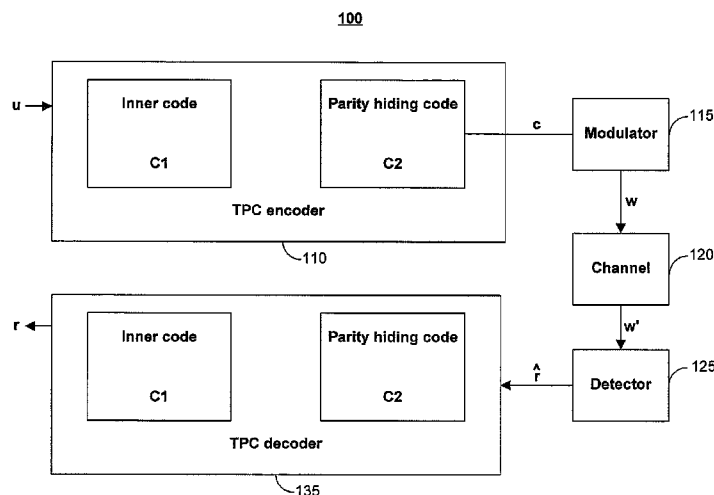 100
u
Inner code
C1
Parity hiding code
C2
TPC encoder
110
c
Modulator
115
w
Channel
120
w'
Detector
125
r̂
r
Inner code
C1
Parity hiding code
C2
TPC decoder
135